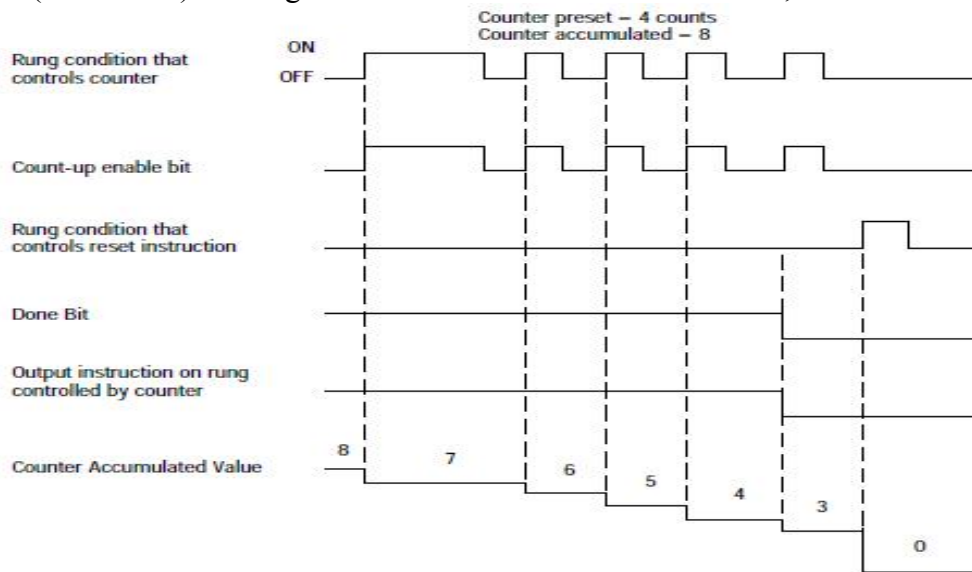 Counter preset – 4 counts
Counter accumulated – 8
Rung condition that
controls counter
ON
OFF
Count-up enable bit
Rung condition that
controls reset instruction
Done Bit
Output instruction on rung
controlled by counter
Counter Accumulated Value
8
7
6
5
4
3
0